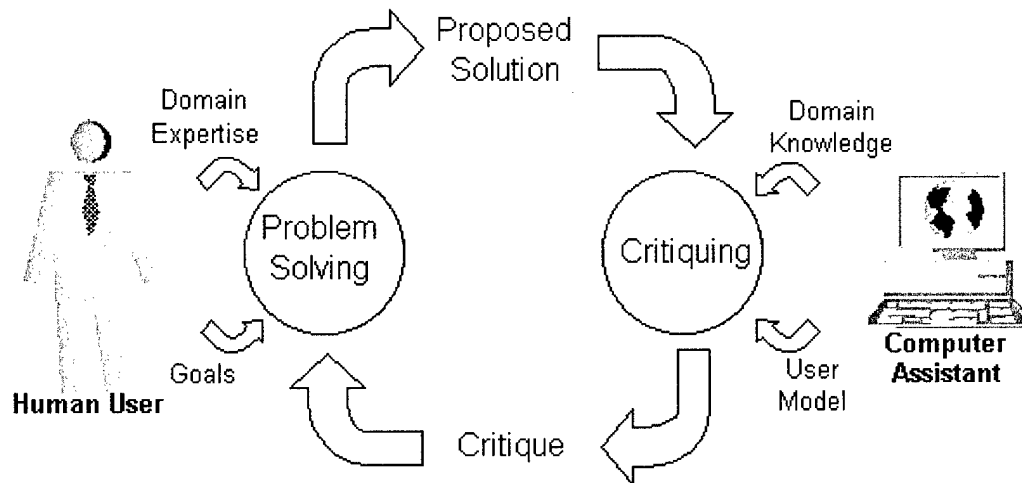 Proposed
Solution
Domain
Expertise
Domain
Knowledge
Problem
Solving
Critiquing
Goals
Human User
User
Model
Computer
Assistant
Critique